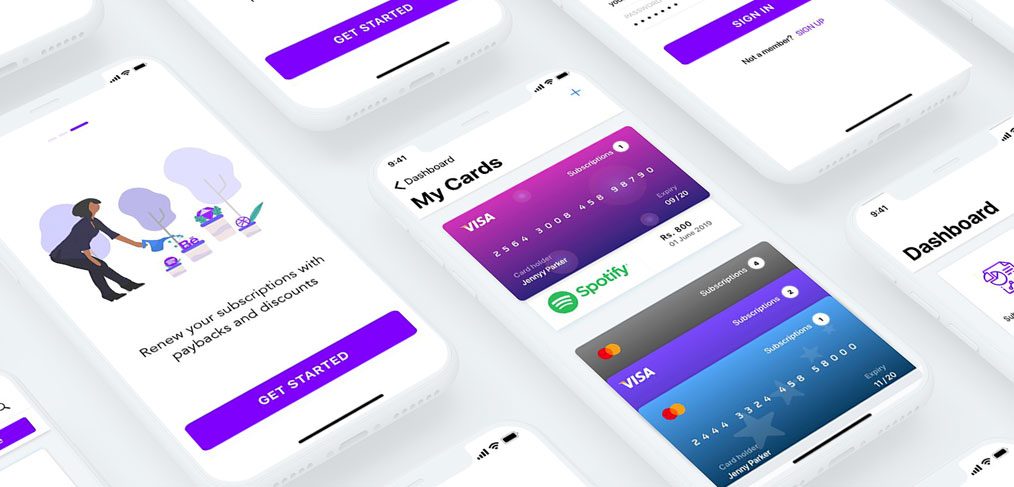 GET STARTED
PASSWORD
SIGN IN
Not a member? SIGN UP
Renew your subscriptions with
paybacks and discounts
GET STARTED
9:41
Dashboard
My Cards
VISA
Subscriptions 1
2564 3008 458 98790
Card holder
Jennyy Parker
Expiry
09/20
Spotify
Rs. 800
01 June 2019
Subscriptions 4
VISA
Subscriptions 2
Subscriptions 1
2444 3324 458 58000
Card holder
Jenny Parker
Expiry
11/20
9:41
Dashboard